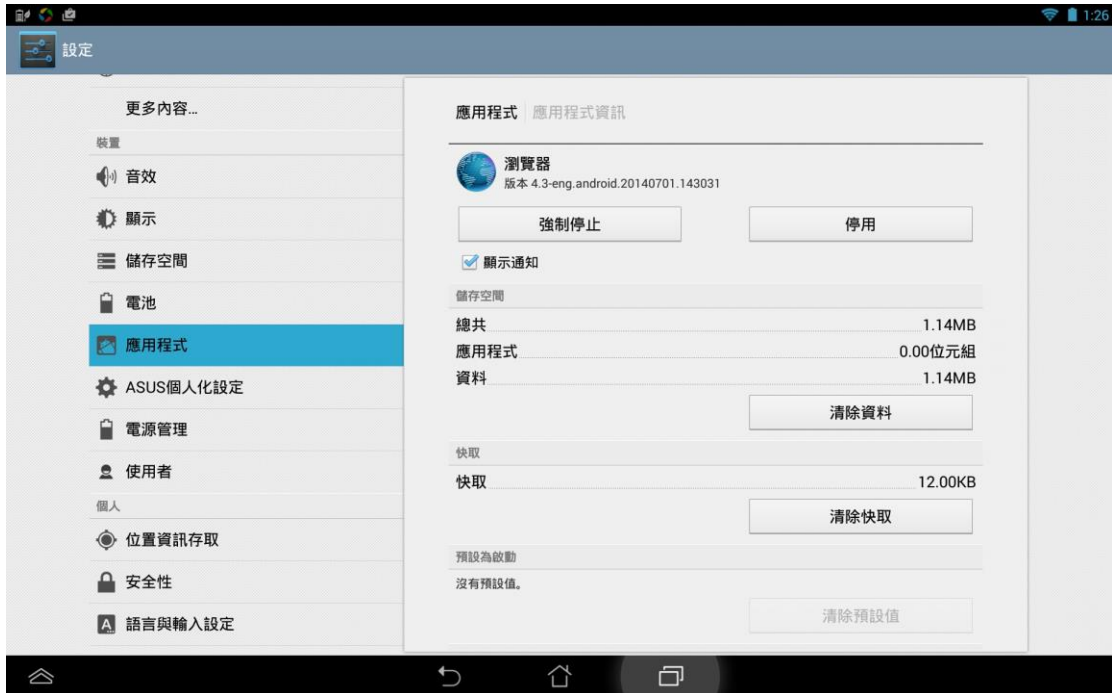 1:26
設定
更多內容...
裝置
音效
顯示
儲存空間
電池
應用程式
ASUS個人化設定
電源管理
使用者
個人
位置資訊存取
安全性
語言與輸入設定
應用程式 應用程式資訊
瀏覽器
版本 4.3-eng.android.20140701.143031
強制停止 停用
顯示通知
儲存空間
總共 1.14MB
應用程式 0.00位元組
資料 1.14MB
清除資料
快取
快取 12.00KB
清除快取
預設為啟動
沒有預設值。
清除預設值